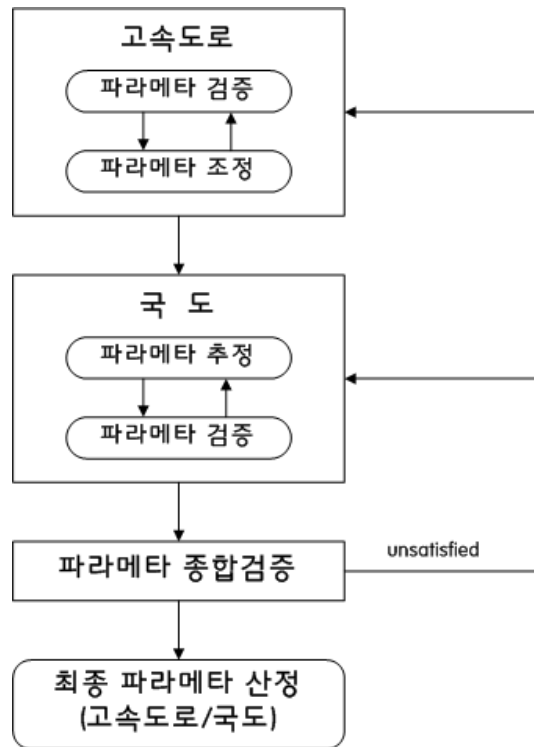 고속도로
파라메타 검증
파라메타 조정
국 도
파라메타 추정
파라메타 검증
파라메타 종합검증
unsatisfied
최종 파라메타 산정
(고속도로/국도)